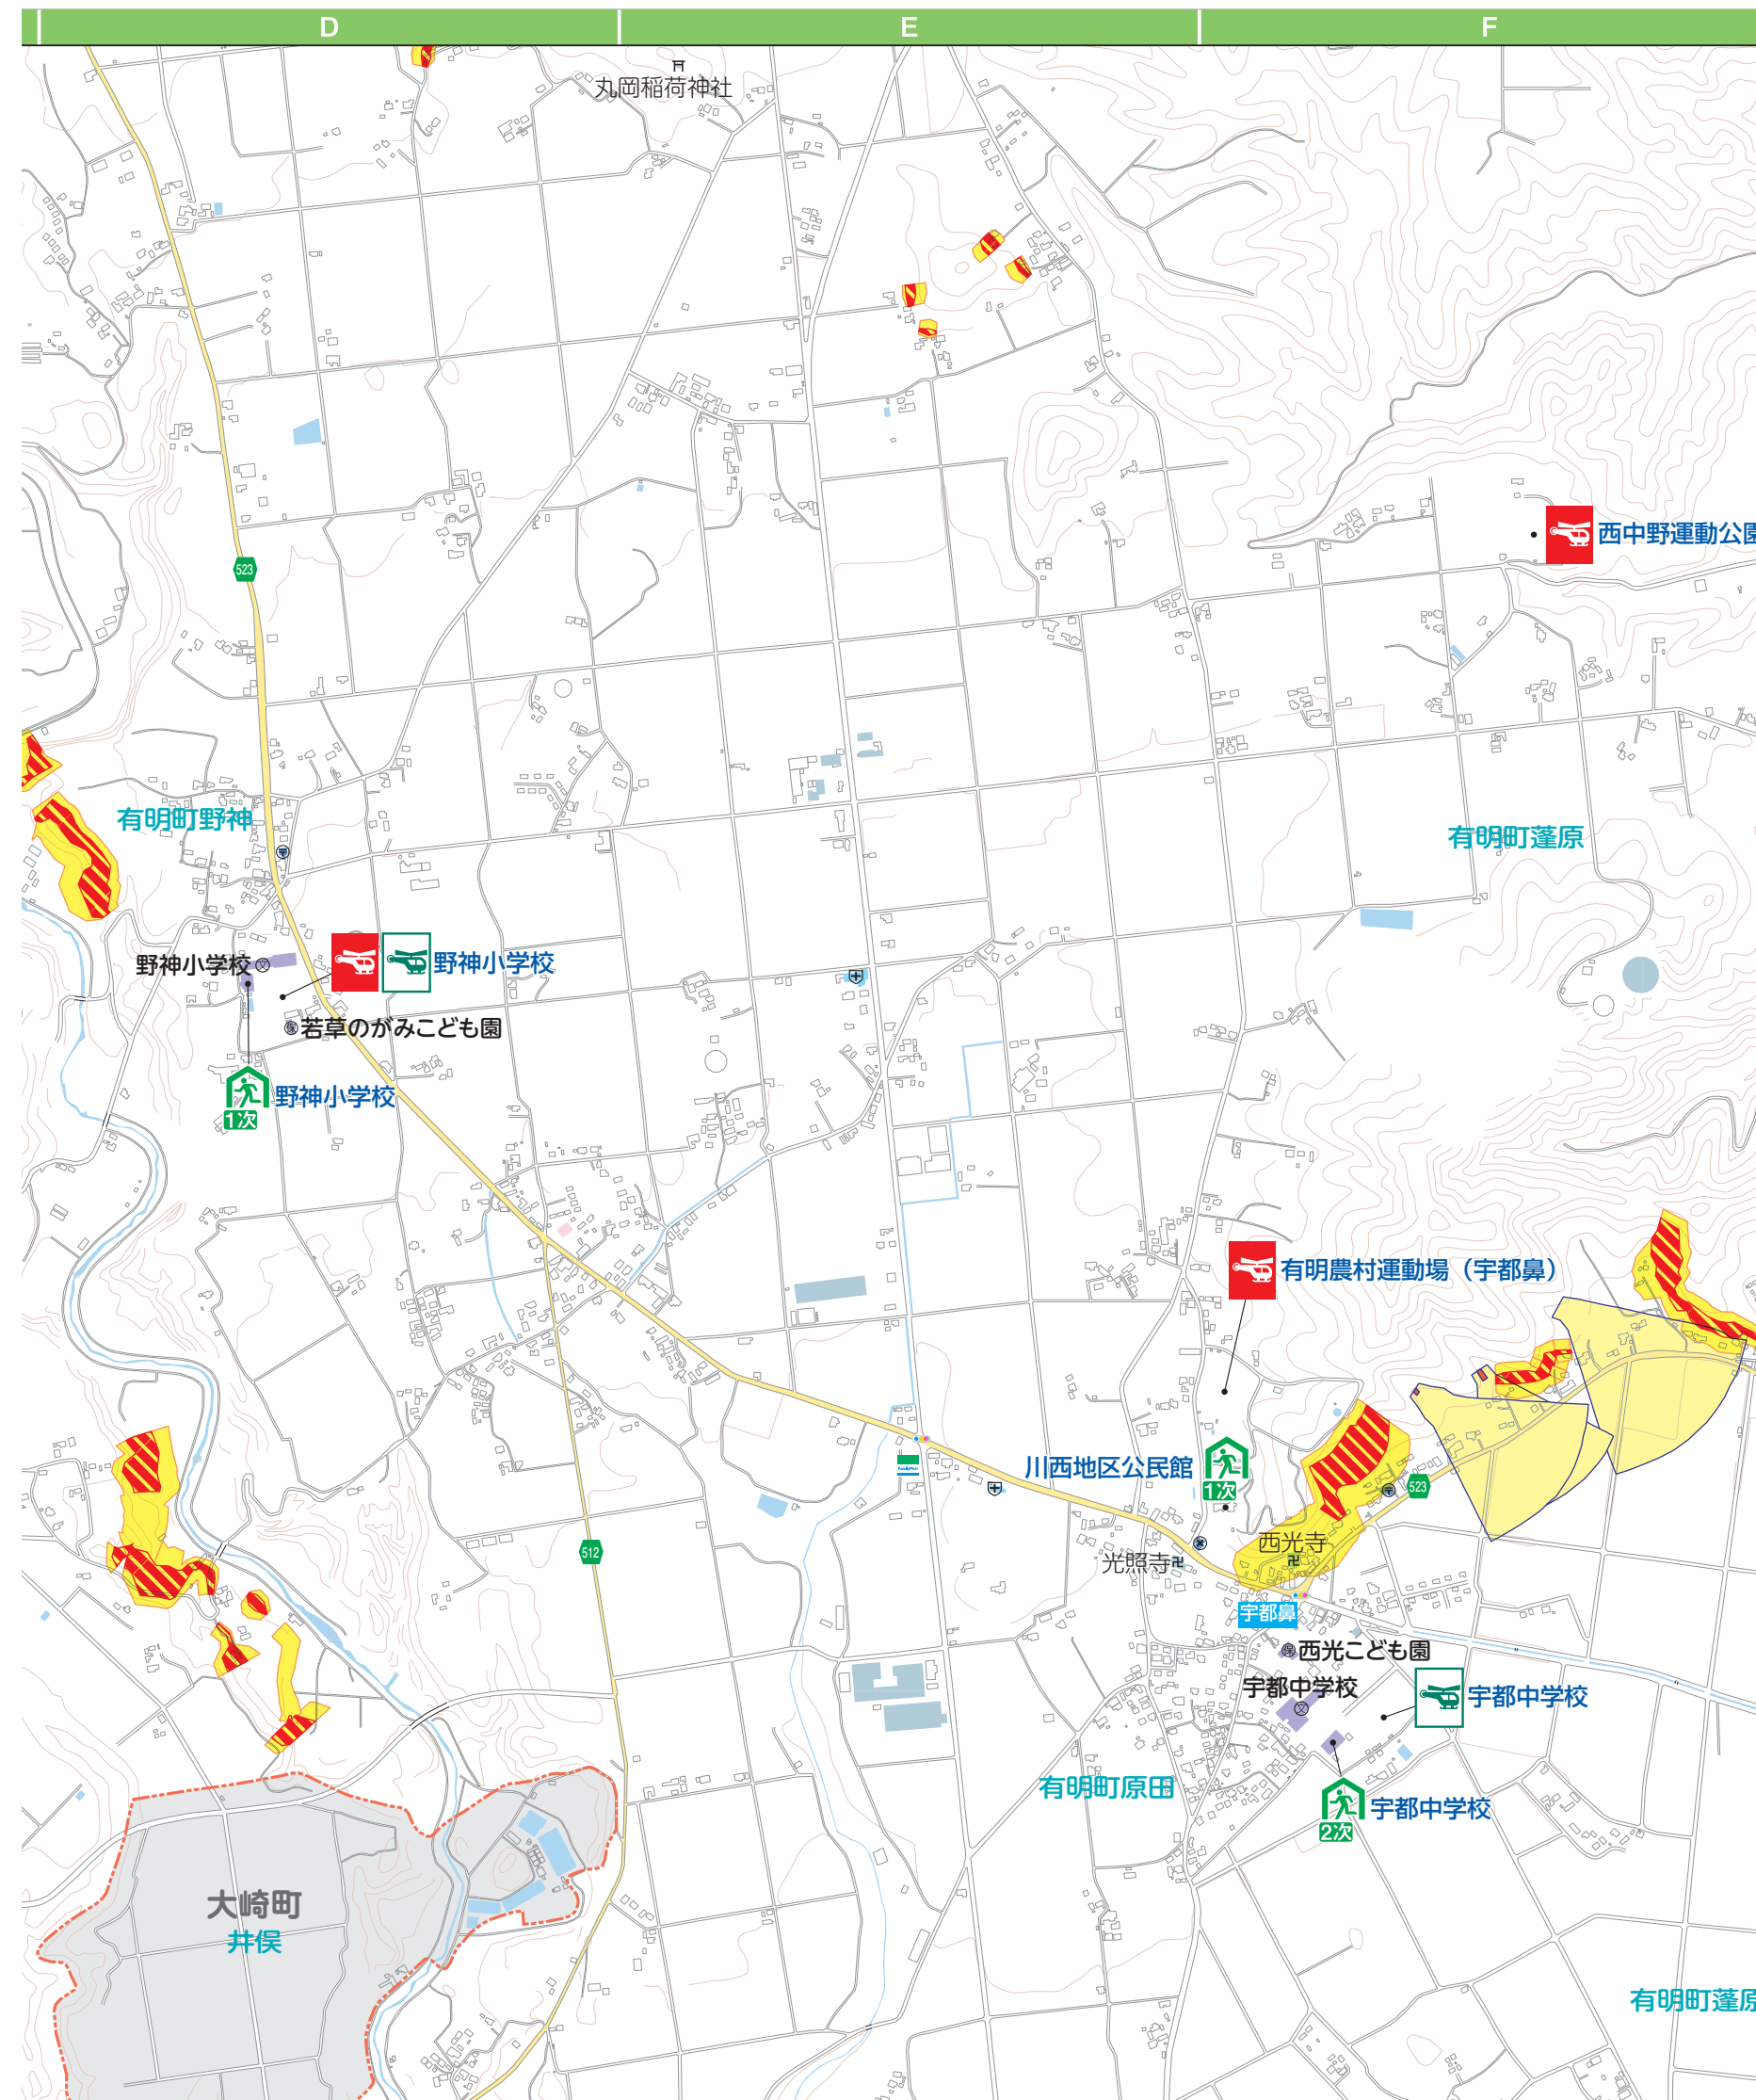 D
E
F
丸岡稲荷神社
西中野運動公園
523
有明町野神
有明町蓬原
野神小学校
野神小学校
若草のがみこども園
野神小学校
1次
有明農村運動場（宇都鼻）
川西地区公民館
1次
523
512
西光寺
光照寺
宇都鼻
西光こども園
宇都中学校
宇都中学校
有明町原田
宇都中学校
2次
大崎町
井俣
有明町蓬原